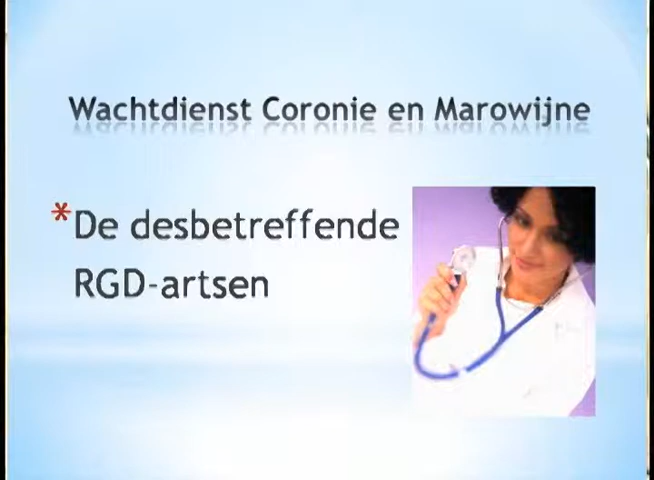 Wachtdienst Coronie en Marowijne
* De desbetreffende
RGD-artsen